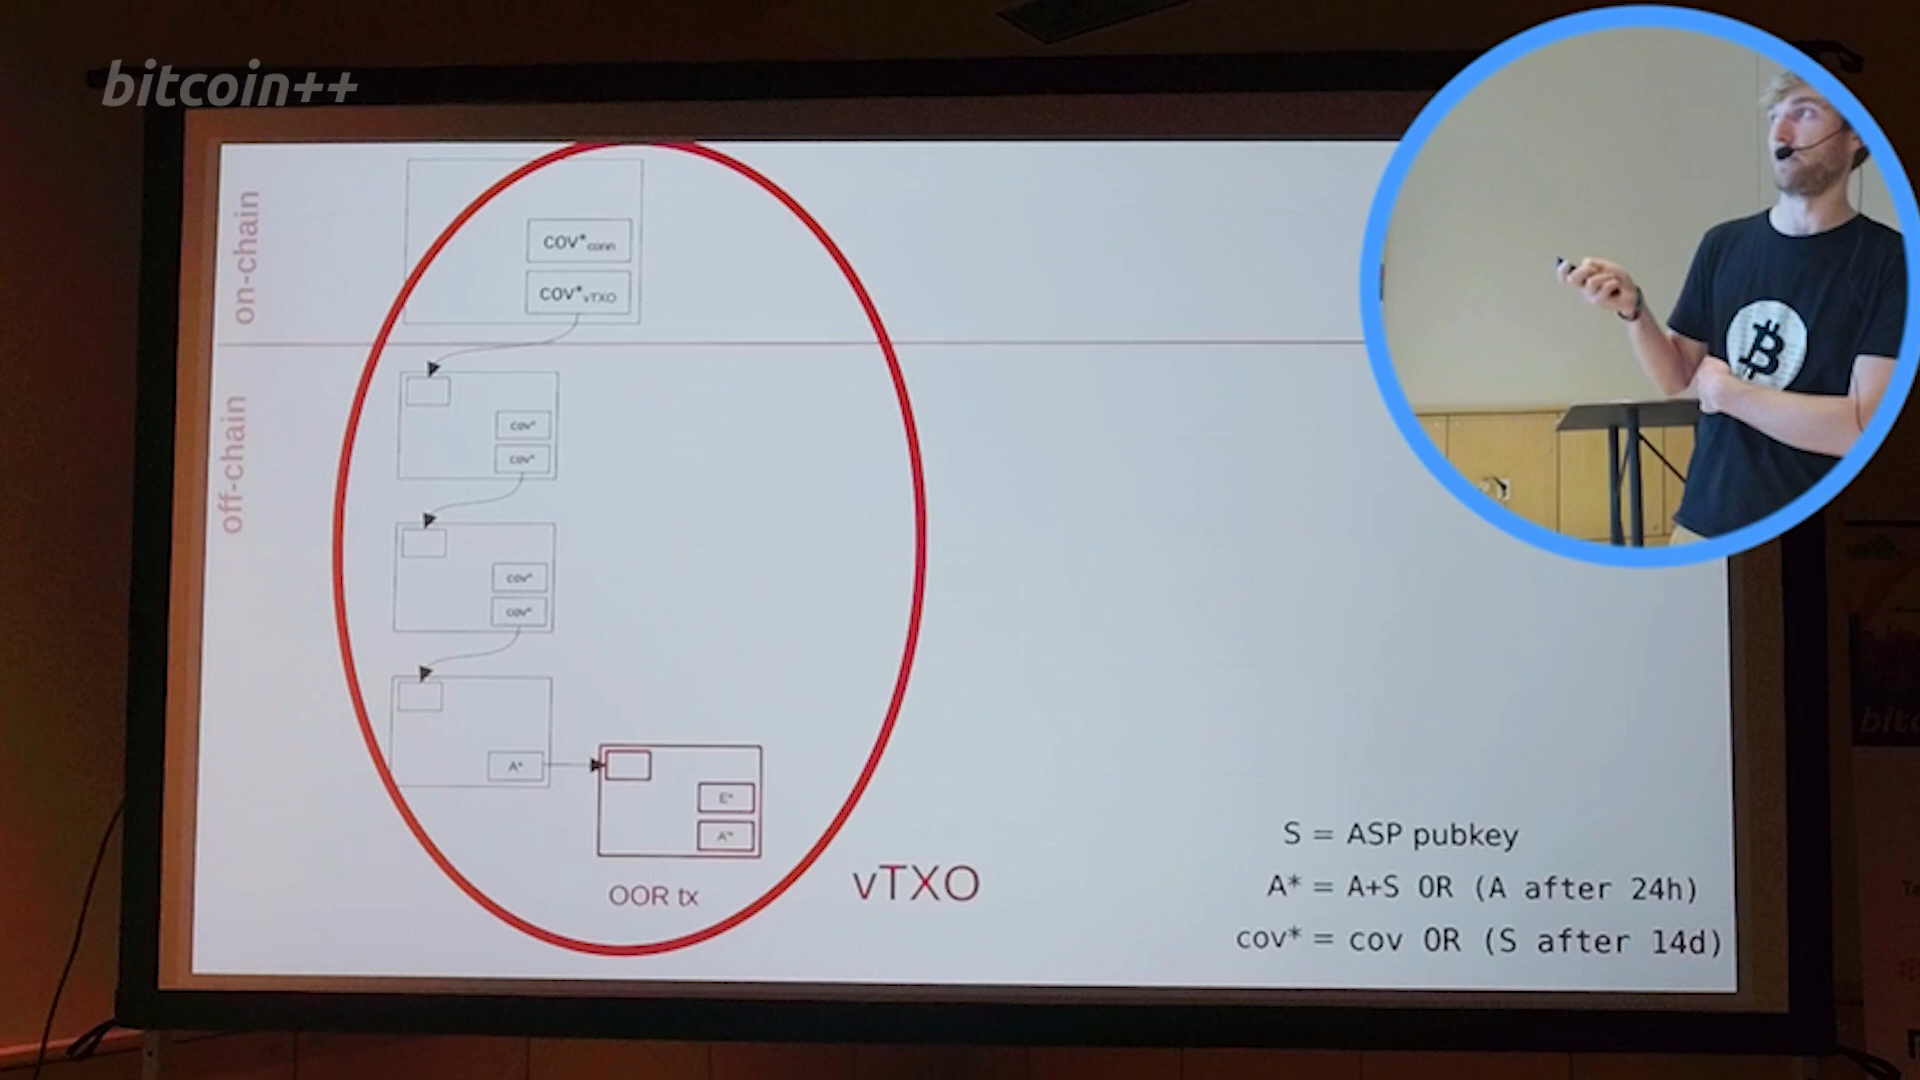 bitcoin++
on-chain
cov*conn
cov*vTXO
off-chain
cov*
cov*
cov*
cov*
A*
E*
A'*
OOR tx
vTXO
S = ASP pubkey
A* = A+S OR (A after 24h)
cov* = cov OR (S after 14d)